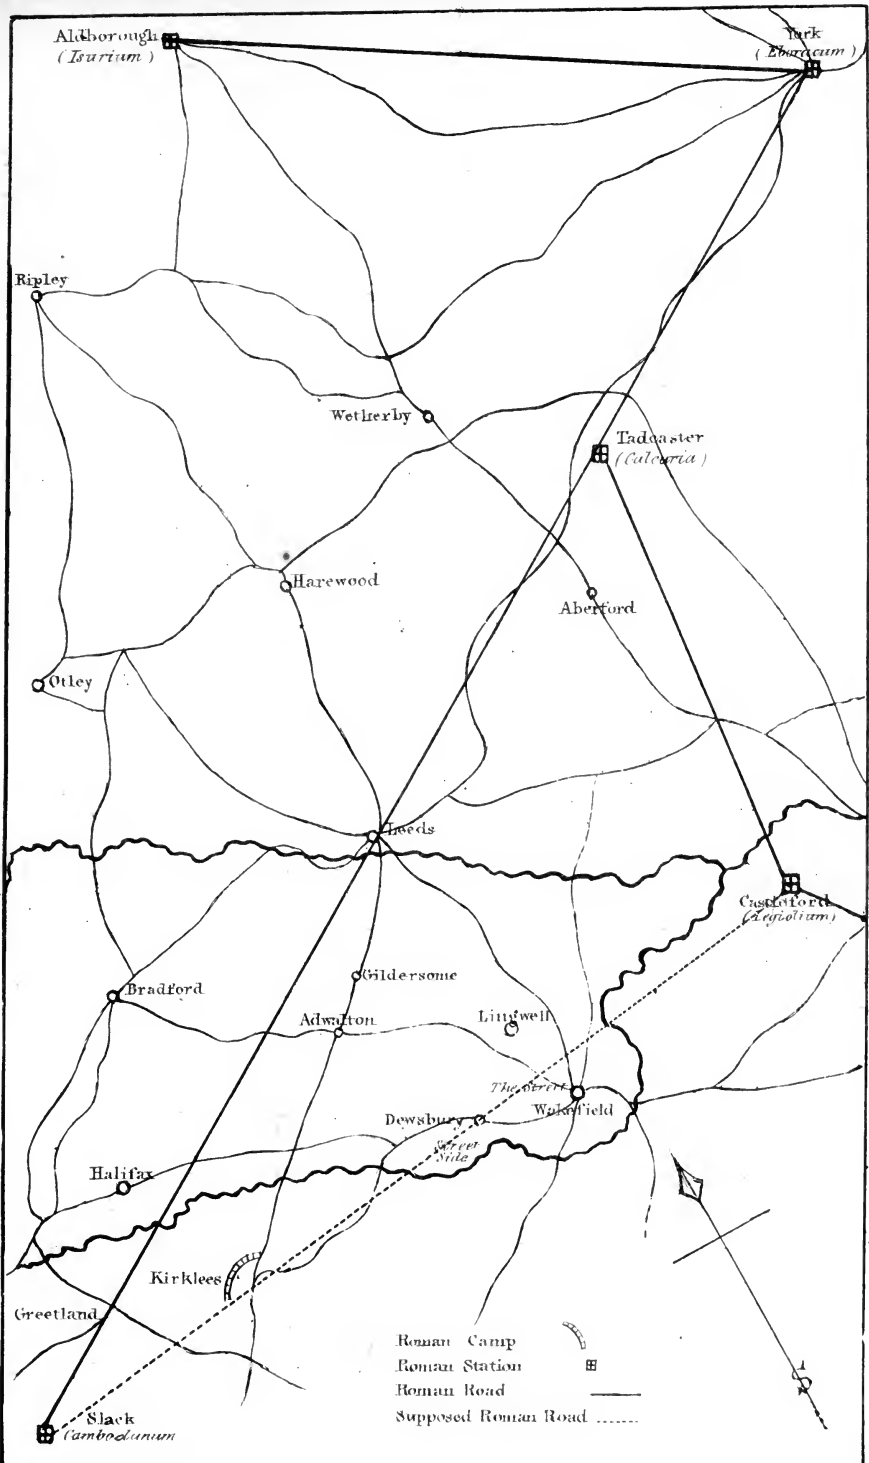 Aldborough
(Isurium)
York
(Eboracum)
Ripley
Wetherby
Tadcaster
(Calcaria)
Harewood
Aberford
Otley
Leeds
Castleford
(Legiolium)
Gildersome
Bradford
Adwalton
Lingwell
The Street
Wakefield
Dewsbury
Street
Side
Halifax
Kirklees
Greetland
Roman Camp
Roman Station
Roman Road
Supposed Roman Road
S
Slack
Cambodunum